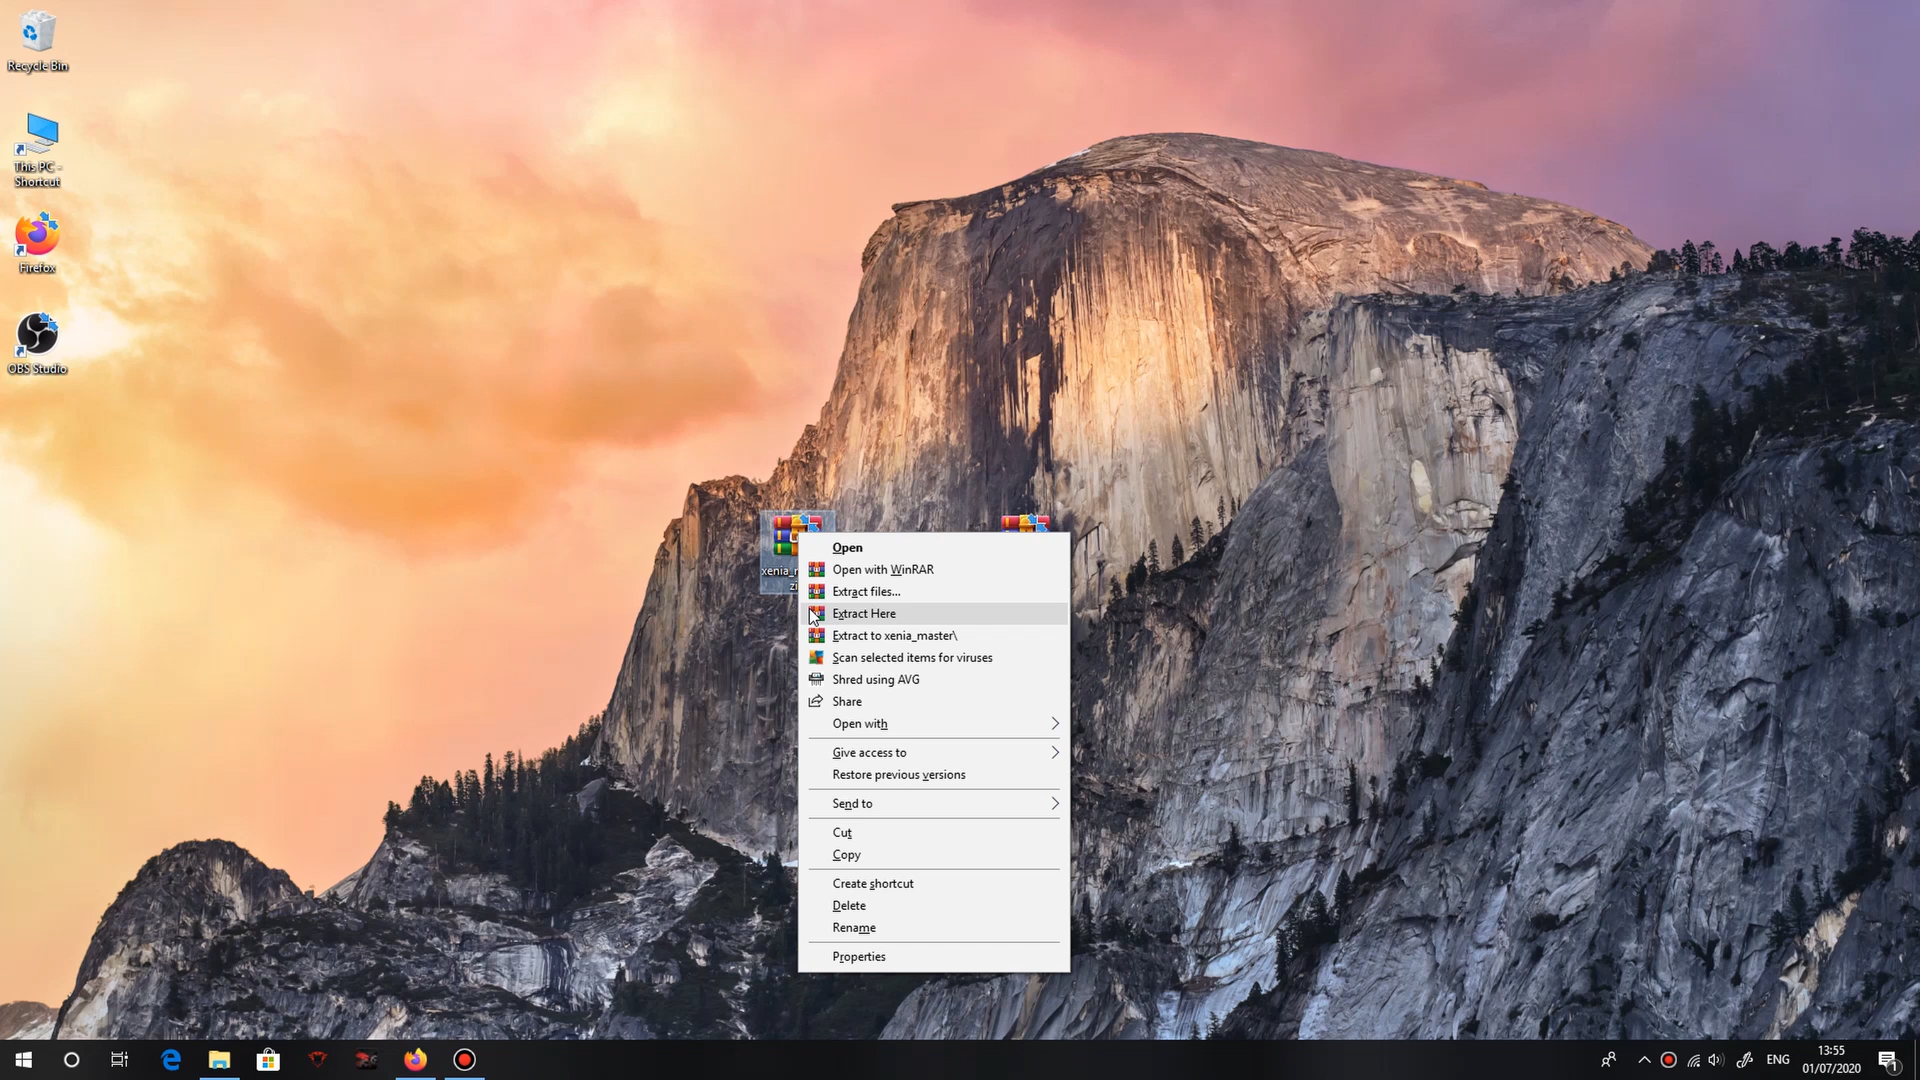 Recycle Bin
This PC -
Shortcut
Firefox
OBS Studio
Open
Open with WinRAR
Extract files...
Extract Here
Extract to xenia_master\
Scan selected items for viruses
Shred using AVG
Share
Open with
Give access to
Restore previous versions
Send to
Cut
Copy
Create shortcut
Delete
Rename
Properties
ENG
13:55
01/07/2020
1